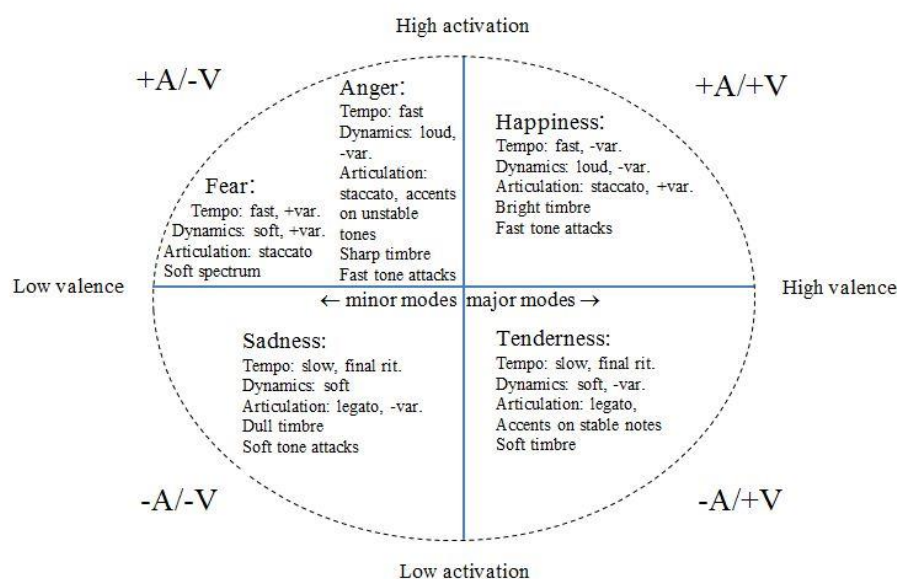 High activation
+A/-V
+A/+V
Anger:
Tempo: fast
Dynamics: loud,
-var.
Articulation:
staccato, accents
on unstable
tones
Sharp timbre
Fast tone attacks
Happiness:
Tempo: fast, -var.
Dynamics: loud, -var.
Articulation: staccato, +var.
Bright timbre
Fast tone attacks
Fear:
Tempo: fast, +var.
Dynamics: soft, +var.
Articulation: staccato
Soft spectrum
Low valence
High valence
← minor modes
major modes →
Sadness:
Tempo: slow, final rit.
Dynamics: soft
Articulation: legato, -var.
Dull timbre
Soft tone attacks
Tenderness:
Tempo: slow, final rit.
Dynamics: soft, -var.
Articulation: legato,
Accents on stable notes
Soft timbre
-A/-V
-A/+V
Low activation